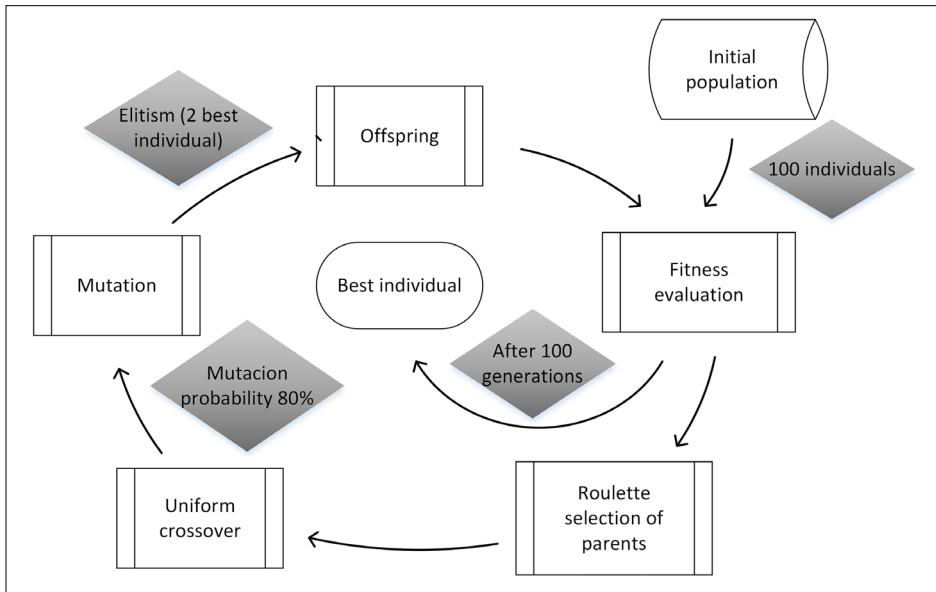 Initial
population
Elitism (2 best
individual)
Offspring
100 individuals
Mutation
Best individual
Fitness
evaluation
After 100
generations
Mutacion
probability 80%
Uniform
crossover
Roulette
selection of
parents